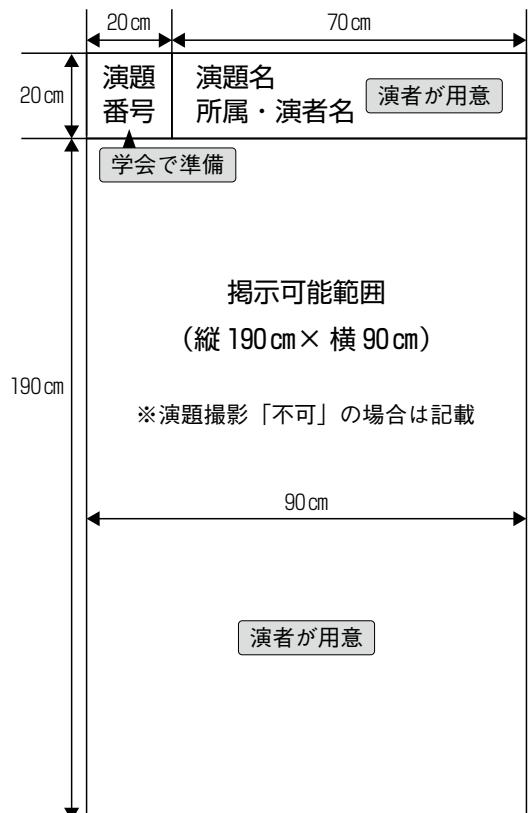 20cm
70cm
20cm
演題
番号
演題名
所属・演者名
演者が用意
学会で準備
掲示可能範囲
（縦 190cm× 横 90cm）
190cm
※演題撮影「不可」の場合は記載
90cm
演者が用意